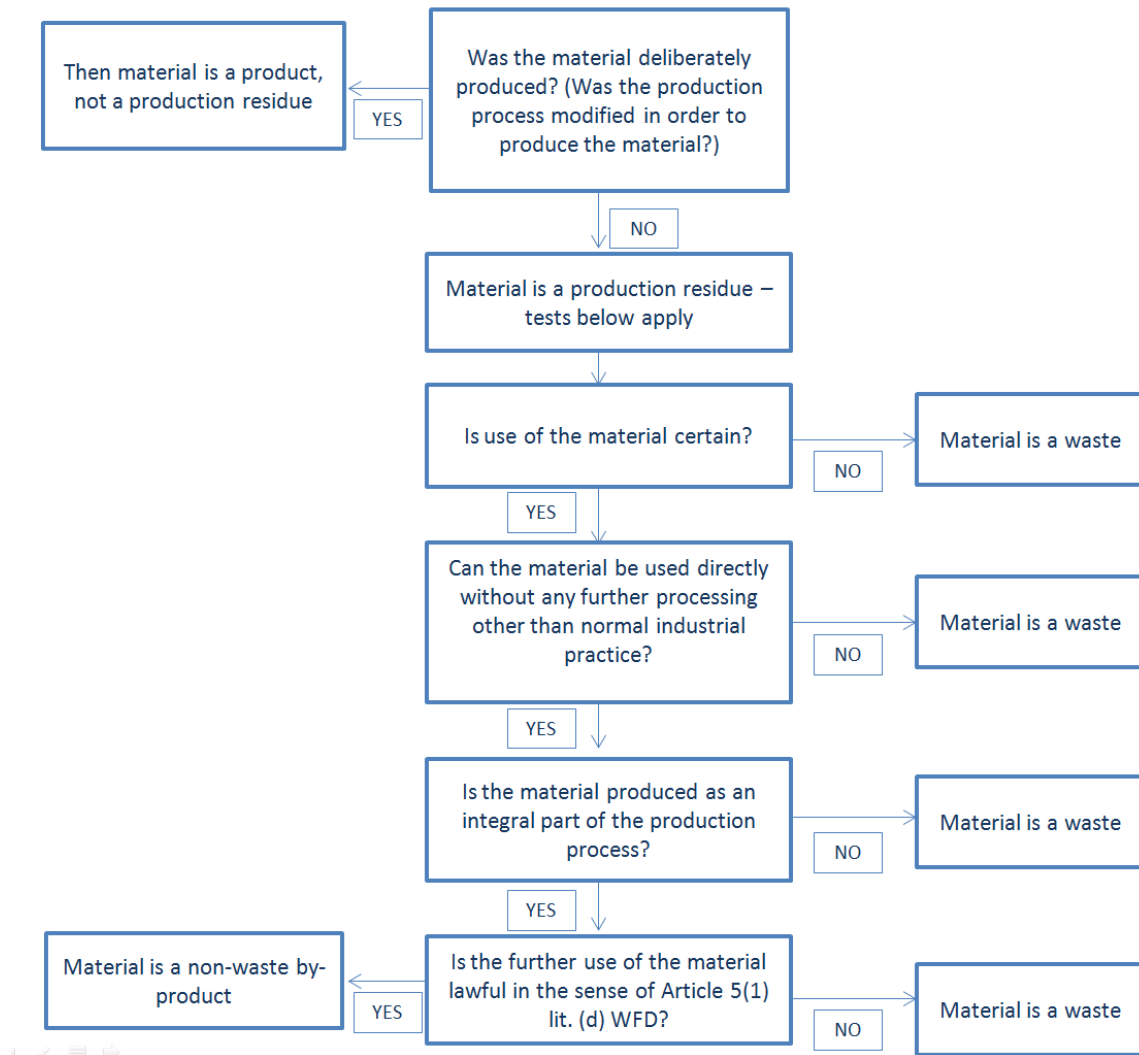 Then material is a product,
not a production residue
YES
Was the material deliberately
produced? (Was the production
process modified in order to
produce the material?)
NO
Material is a production residue –
tests below apply
Is use of the material certain?
NO
Material is a waste
YES
Can the material be used directly
without any further processing
other than normal industrial
practice?
NO
Material is a waste
YES
Is the material produced as an
integral part of the production
process?
NO
Material is a waste
YES
Material is a non-waste by-
product
YES
Is the further use of the material
lawful in the sense of Article 5(1)
lit. (d) WFD?
NO
Material is a waste